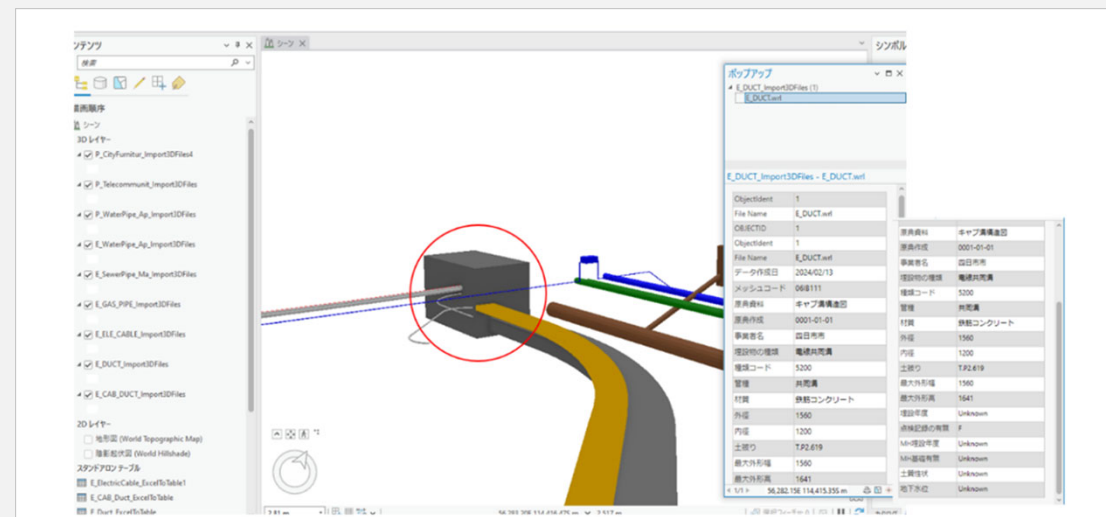 ンテンツ
検索
描画順序
シーン
3D レイヤー
P_CityFurnitur_Import3DFiles4
P_Telecommunit_Import3DFiles
P_WaterPipe_Ap_Import3DFiles
E_WaterPipe_Ap_Import3DFiles
E_SewerPipe_Ma_Import3DFiles
E_GAS_PIPE_Import3DFiles
E_ELE_CABLE_Import3DFiles
E_DUCT_Import3DFiles
E_CAB_DUCT_Import3DFiles
2D レイヤー
地形図 (World Topographic Map)
陰影起伏図 (World Hillshade)
スタンドアロン テーブル
E_ElectricCable_ExcelToTable1
E_CAB_Duct_ExcelToTable
E_Duct_ExcelToTable
シーン
シンボル
ポップアップ
E_DUCT_Import3DFiles (1)
E_DUCT.wrl
E_DUCT_Import3DFiles - E_DUCT.wrl
ObjectIdent 1
File Name E_DUCT.wrl
OBJECTID 1
ObjectIdent 1
File Name E_DUCT.wrl
データ作成日 2024/02/13
メッシュコード 06I8111
原典資料 キャブ溝構造図
原典作成 0001-01-01
事業者名 四日市市
埋設物の種類 電線共同溝
種類コード 5200
管種 共同溝
材質 鉄筋コンクリート
外径 1560
内径 1200
土被り T.P2.619
最大外形幅 1560
最大外形高 1641
1/1
56,282.15E 114,415.35S m
原典資料 キャブ溝構造図
原典作成 0001-01-01
事業者名 四日市市
埋設物の種類 電線共同溝
種類コード 5200
管種 共同溝
材質 鉄筋コンクリート
外径 1560
内径 1200
土被り T.P2.619
最大外形幅 1560
最大外形高 1641
埋設年度 Unknown
点検記録の有無 F
MH埋設年度 Unknown
MH基礎有無 Unknown
土質性状 Unknown
地下水位 Unknown
2.81 m